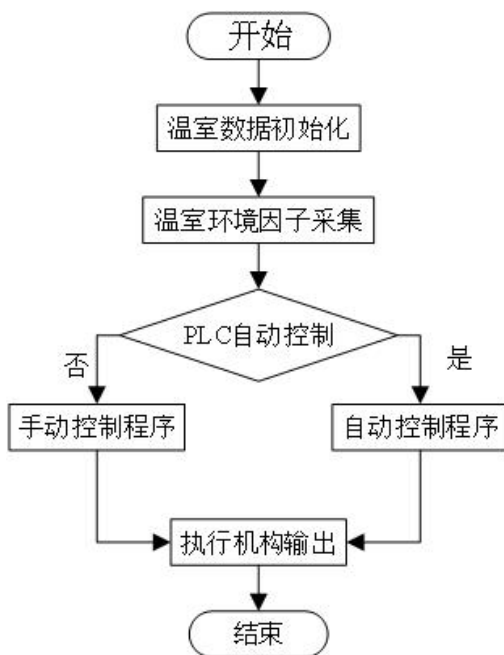 开始
温室数据初始化
温室环境因子采集
PLC自动控制
否
是
手动控制程序
自动控制程序
执行机构输出
结束